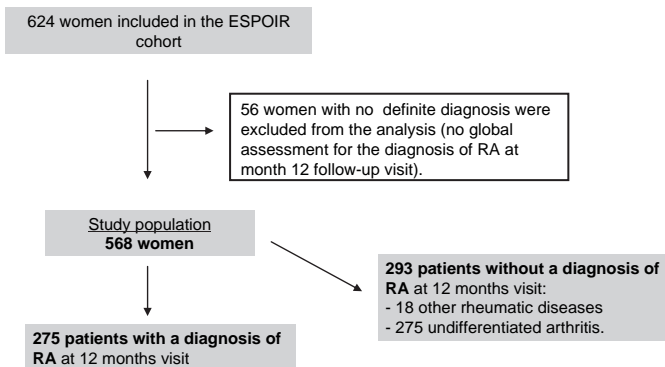 624 women included in the ESPOIR
cohort
56 women with no definite diagnosis were
excluded from the analysis (no global
assessment for the diagnosis of RA at
month 12 follow-up visit).
Study population
568 women
293 patients without a diagnosis of
RA at 12 months visit:
- 18 other rheumatic diseases
- 275 undifferentiated arthritis.
275 patients with a diagnosis of
RA at 12 months visit